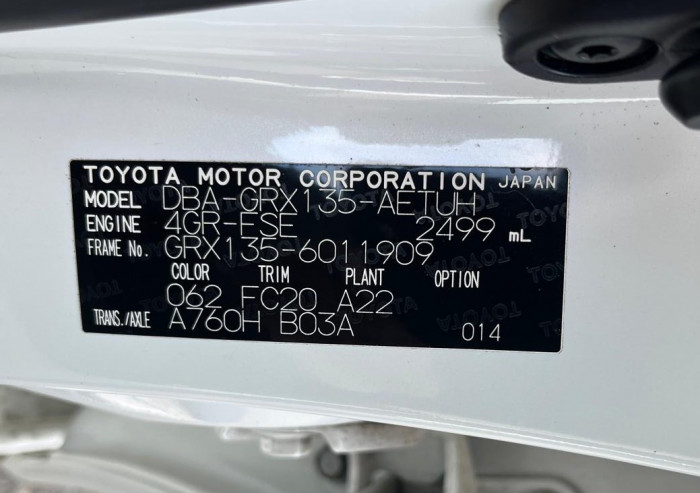 TOYOTA MOTOR CORPORATION JAPAN
MODEL DBA-GRX135-AETUH
ENGINE 4GR-FSE 2499 mL
FRAME No. GRX135-6011909
COLOR TRIM PLANT OPTION
062 FC20 A22
TRANS./AXLE A760H B03A 014